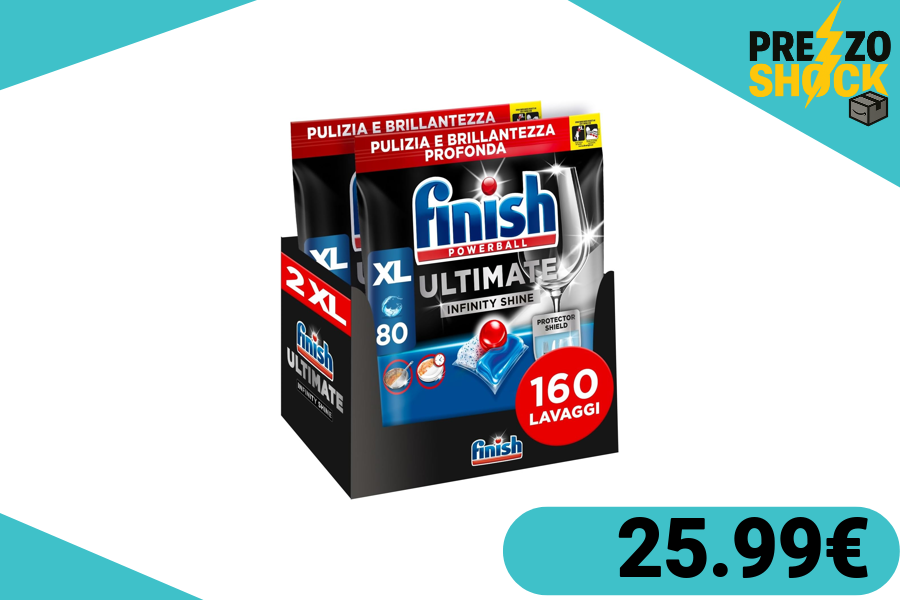 PREZZO
SHOCK
PULIZIA E BRILLANTEZZA
PULIZIA E BRILLANTEZZA
PROFONDA
finish
POWERBALL
XL
XL
ULTIMATE
INFINITY SHINE
80
PROTECTOR
SHIELD
2 XL
finish
ULTIMATE
INFINITY SHINE
160
LAVAGGI
finish
25.99€